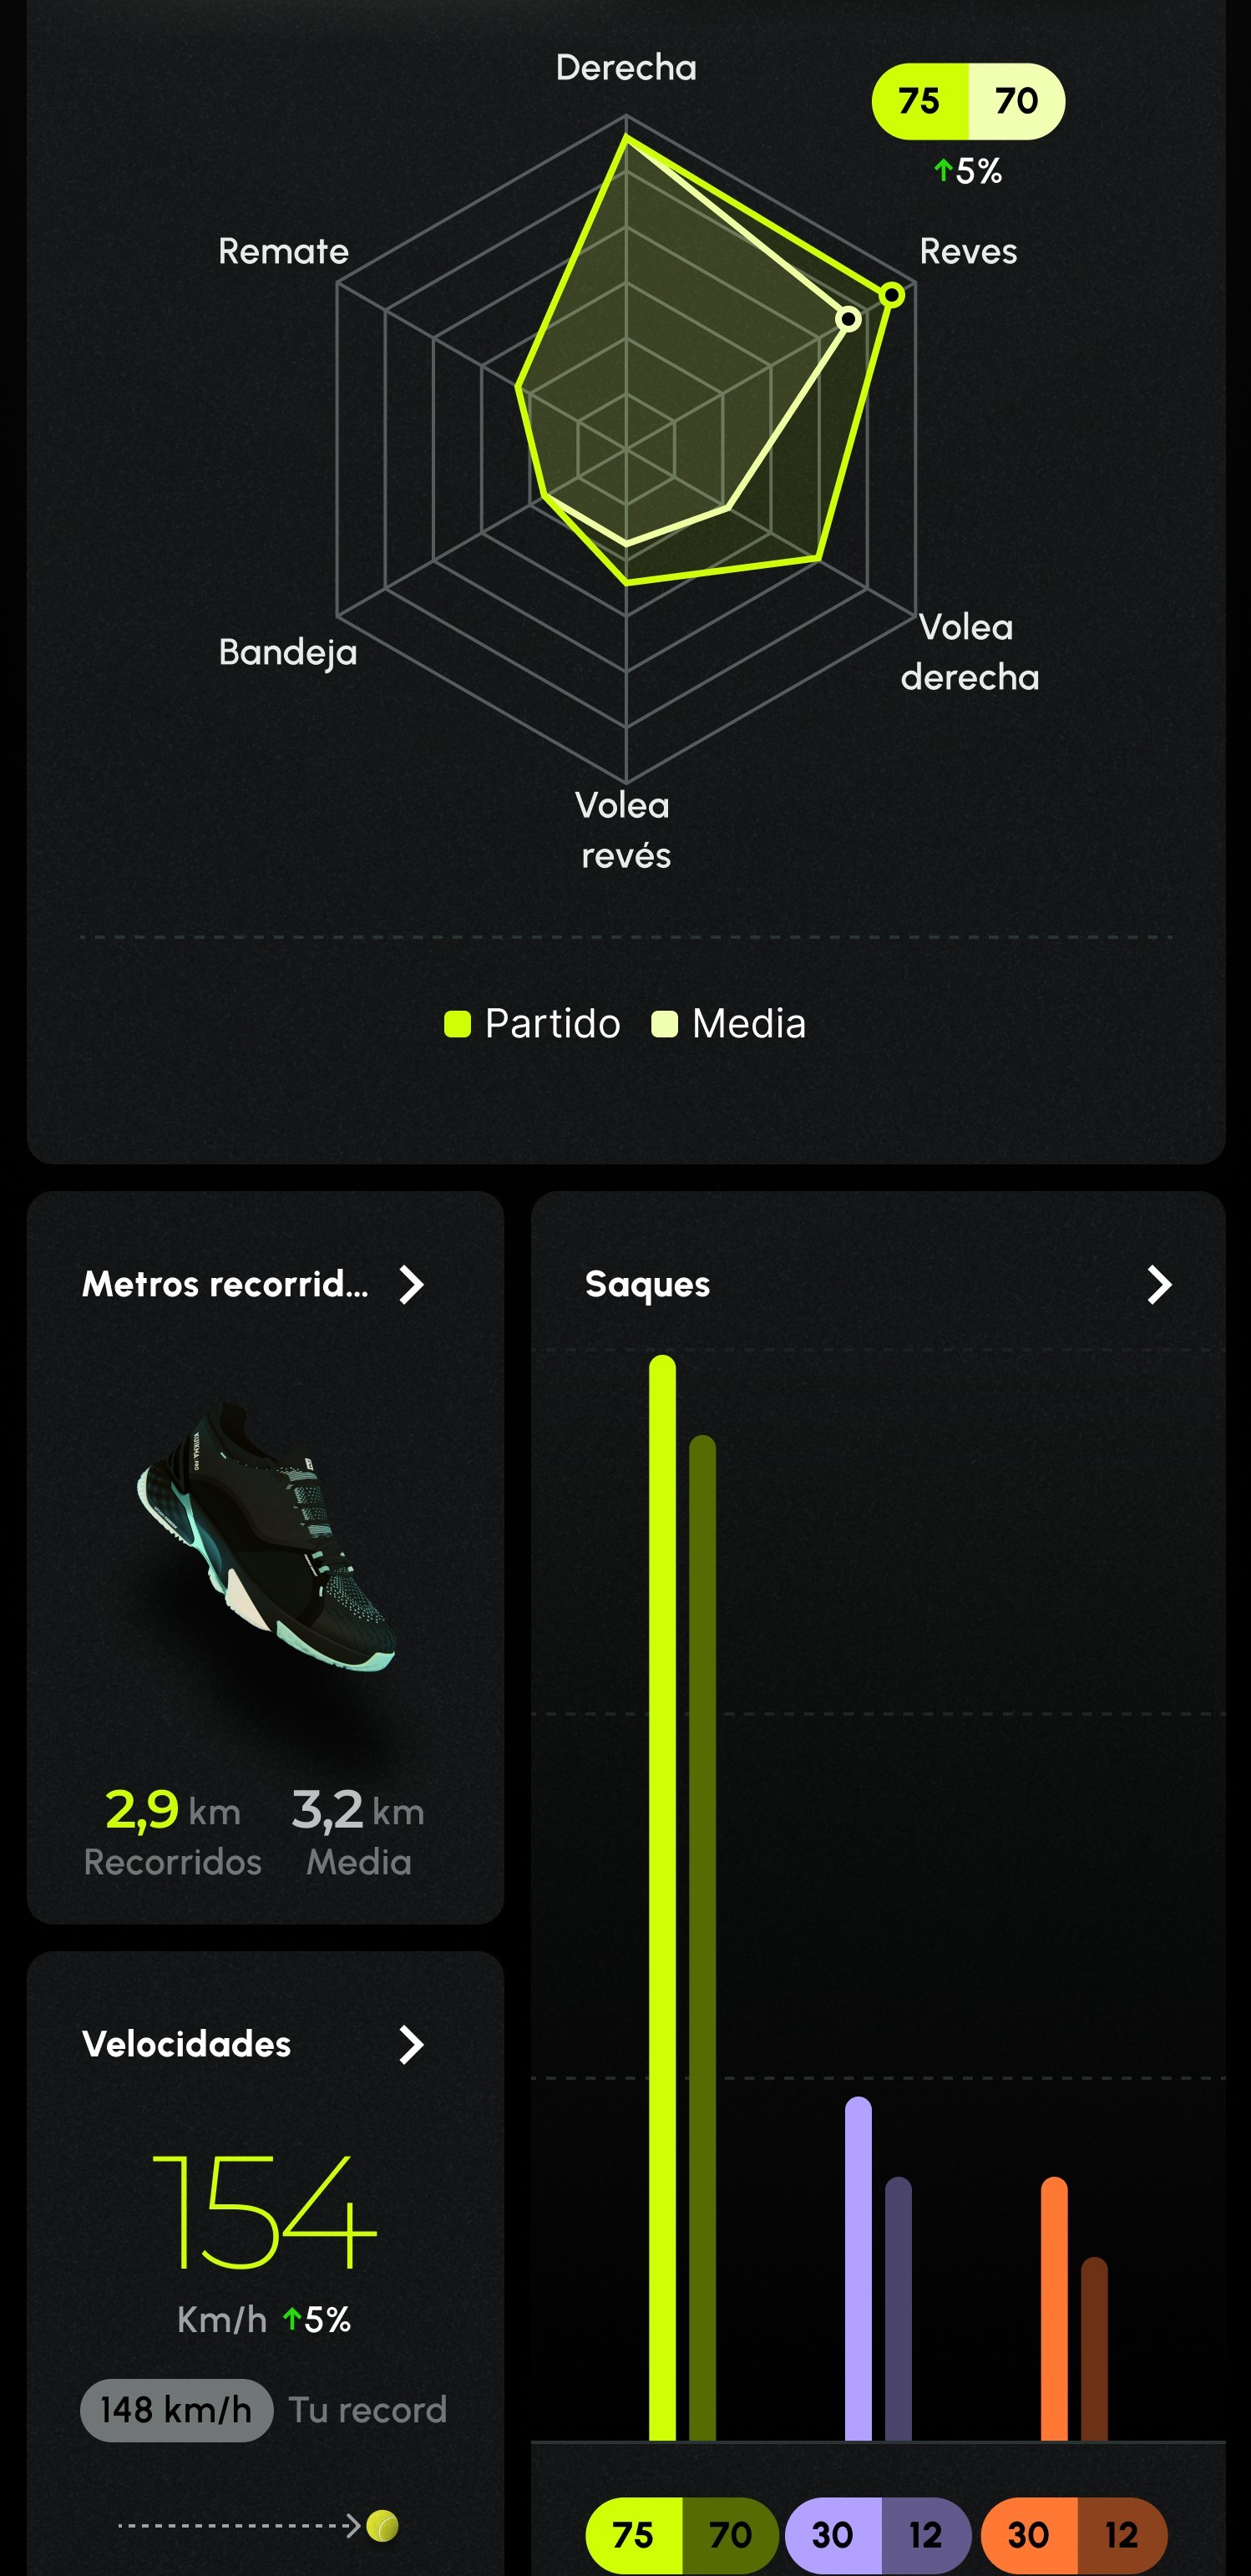 Derecha
75 70
↑5%
Remate
Reves
Bandeja
Volea
derecha
Volea
revés
Partido Media
Metros recorrid...
2,9 km 3,2 km
Recorridos Media
Saques
Velocidades
154
Km/h ↑5%
148 km/h Tu record
75 70 30 12 30 12